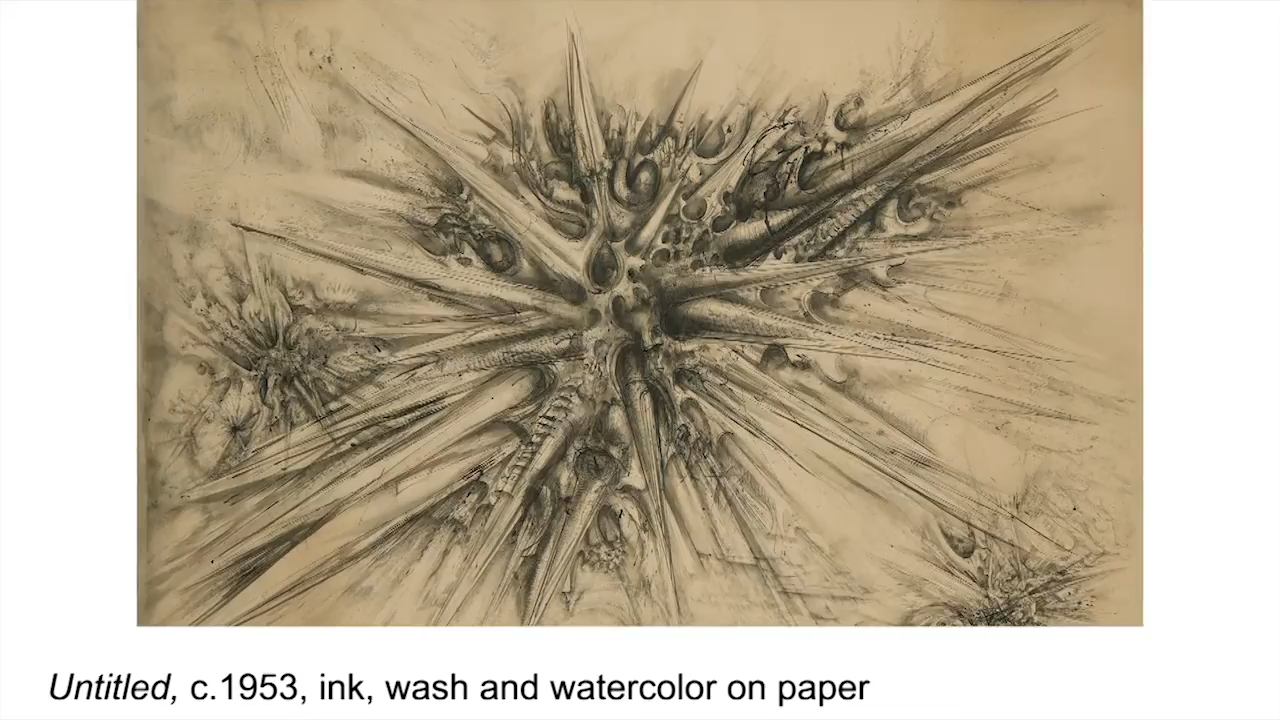 Untitled, c.1953, ink, wash and watercolor on paper